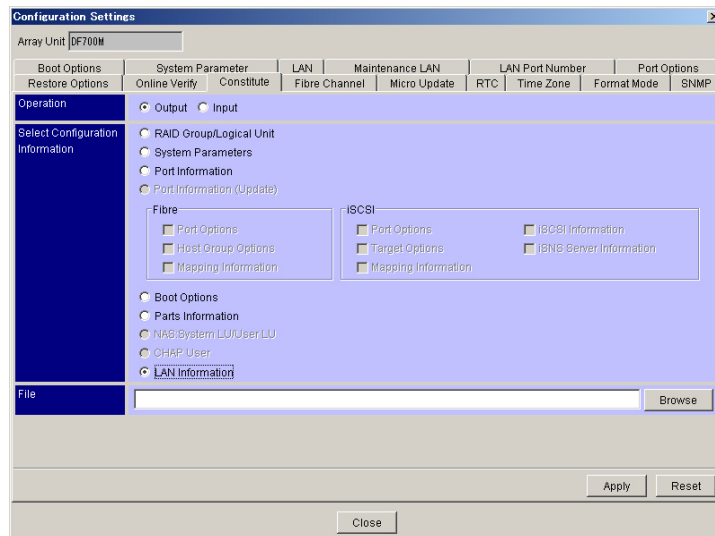 Configuration Settings
Array Unit DF700M
Boot Options System Parameter LAN Maintenance LAN LAN Port Number Port Options
Restore Options Online Verify Constitute Fibre Channel Micro Update RTC Time Zone Format Mode SNMP
Operation Output Input
Select Configuration Information
RAID Group/Logical Unit
System Parameters
Port Information
Port Information (Update)
Fibre iSCSI
Port Options Port Options iSCSI Information
Host Group Options Target Options iSNS Server Information
Mapping Information Mapping Information
Boot Options
Parts Information
NAS:System LU/User LU
CHAP User
LAN Information
File Browse
Apply Reset
Close